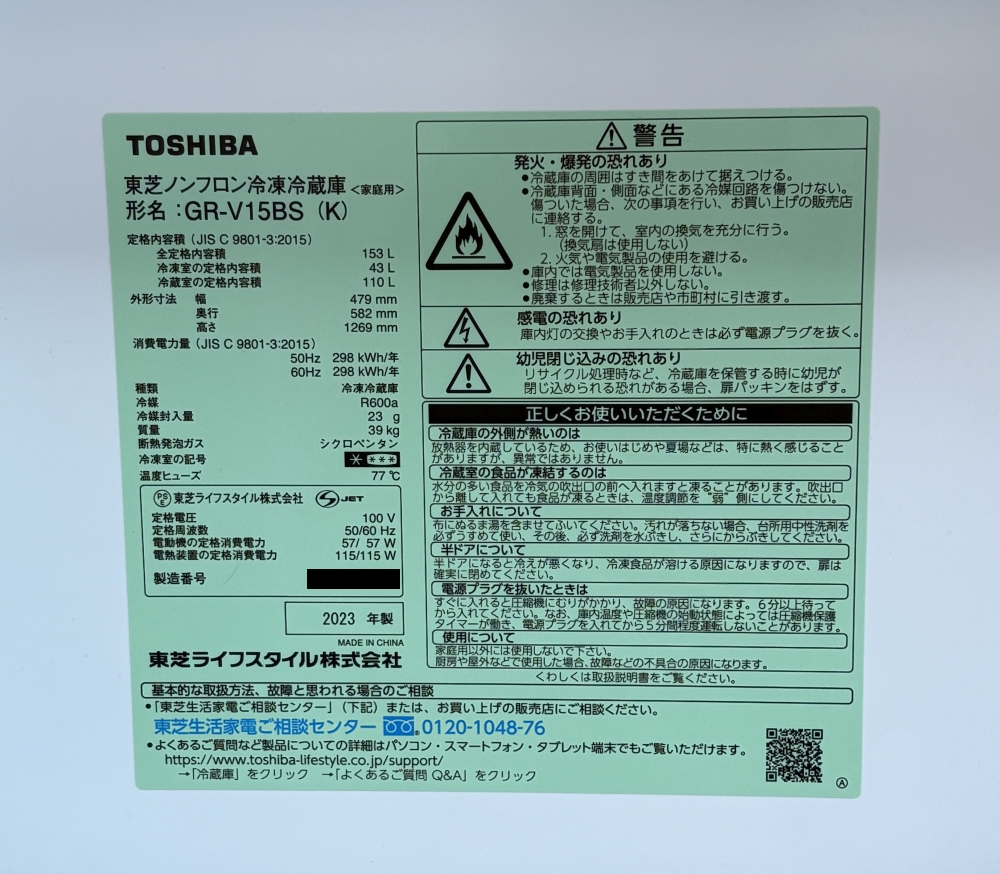 TOSHIBA
東芝ノンフロン冷凍冷蔵庫 <家庭用>
形名 : GR-V15BS (K)
定格内容積 (JIS C 9801-3:2015)
全定格内容積 153 L
冷凍室の定格内容積 43 L
冷蔵室の定格内容積 110 L
外形寸法 幅 479 mm
奥行 582 mm
高さ 1269 mm
消費電力量 (JIS C 9801-3:2015)
50Hz 298 kWh/年
60Hz 298 kWh/年
種類 冷凍冷蔵庫
冷媒 R600a
冷媒封入量 23 g
質量 39 kg
断熱発泡ガス シクロペンタン
冷凍室の記号
温度ヒューズ 77 ℃
PSE 東芝ライフスタイル株式会社 JET
定格電圧 100 V
定格周波数 50/60 Hz
電動機の定格消費電力 57/ 57 W
電熱装置の定格消費電力 115/115 W
製造番号
2023 年製
MADE IN CHINA
東芝ライフスタイル株式会社
警告
発火・爆発の恐れあり
●冷蔵庫の周囲はすき間をあけて据えつける。
●冷蔵庫背面・側面などにある冷媒回路を傷つけない。
傷ついた場合、次の事項を行い、お買い上げの販売店
に連絡する。
1. 窓を開けて、室内の換気を充分に行う。
(換気扇は使用しない)
2. 火気や電気製品の使用を避ける。
●庫内では電気製品を使用しない。
●修理は修理技術者以外しない。
●廃棄するときは販売店や市町村に引き渡す。
感電の恐れあり
庫内灯の交換やお手入れのときは必ず電源プラグを抜く。
幼児閉じ込みの恐れあり
リサイクル処理時など、冷蔵庫を保管する時に幼児が
閉じ込められる恐れがある場合、扉パッキンをはずす。
正しくお使いいただくために
冷蔵庫の外側が熱いのは
放熱器を内蔵しているため、お使いはじめや夏場などは、特に熱く感じること
がありますが、異常ではありません。
冷蔵室の食品が凍結するのは
水分の多い食品を冷気の吹出口の前へ入れますと凍ることがあります。吹出口
から離して入れても食品が凍るときは、温度調節を“弱”側にしてください。
お手入れについて
布にぬるま湯を含ませてふいてください。汚れが落ちない場合、台所用中性洗剤を
必ずうすめて使い、その後、必ず洗剤を水ぶきし、さらにからぶきしてください。
半ドアについて
半ドアになると冷えが悪くなり、冷凍食品が溶ける原因になりますので、扉は
確実に閉めてください。
電源プラグを抜いたときは
すぐに入れると圧縮機にむりがかかり、故障の原因になります。6分以上待って
から入れてください。なお、庫内温度や圧縮機の始動状態によっては圧縮機保護
タイマーが働き、電源プラグを入れてから5分間程度運転しないことがあります。
使用について
家庭用以外には使用しないで下さい。
厨房や屋外などで使用した場合、故障などの不具合の原因になります。
くわしくは取扱説明書をご覧ください。
基本的な取扱方法、故障と思われる場合のご相談
●「東芝生活家電ご相談センター」(下記) または、お買い上げの販売店にご相談ください。
東芝生活家電ご相談センター 0120-1048-76
●よくあるご質問など製品についての詳細はパソコン・スマートフォン・タブレット端末でもご覧いただけます。
https://www.toshiba-lifestyle.co.jp/support/
→「冷蔵庫」をクリック →「よくあるご質問 Q&A」をクリック
Ⓐ